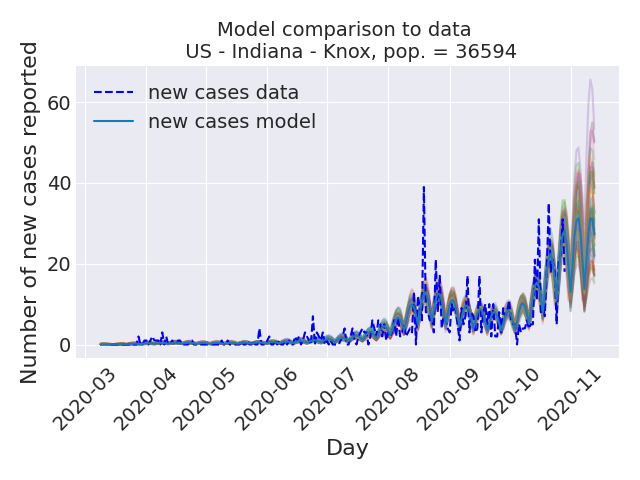 Model comparison to data
US - Indiana - Knox, pop. = 36594
Number of new cases reported
new cases data
new cases model
60
40
20
0
2020-03
2020-04
2020-05
2020-06
2020-07
2020-08
2020-09
2020-10
2020-11
Day